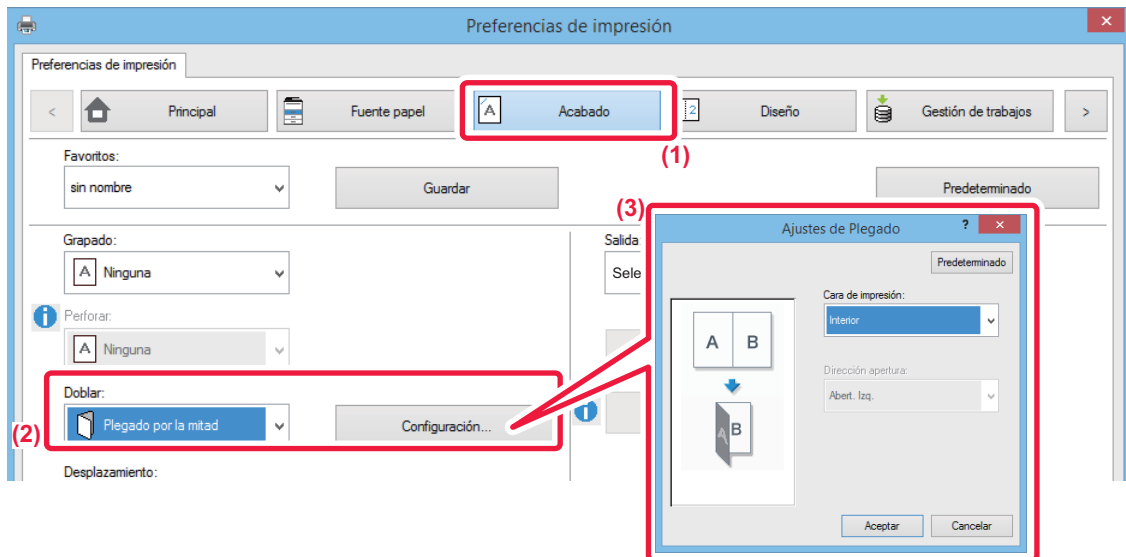 Preferencias de impresión
Preferencias de impresión
< Principal Fuente papel A Acabado 2 Diseño Gestión de trabajos >
(1)
Favoritos:
sin nombre Guardar Predeterminado
(3)
Grapado: Salida
A Ninguna Sele
Perforar:
A Ninguna
Doblar:
(2) Plegado por la mitad Configuración...
Desplazamiento:
Ajustes de Plegado ?
Predeterminado
Cara de impresión:
Interior
A B
Dirección apertura:
Abert. Izq.
A B
Aceptar Cancelar